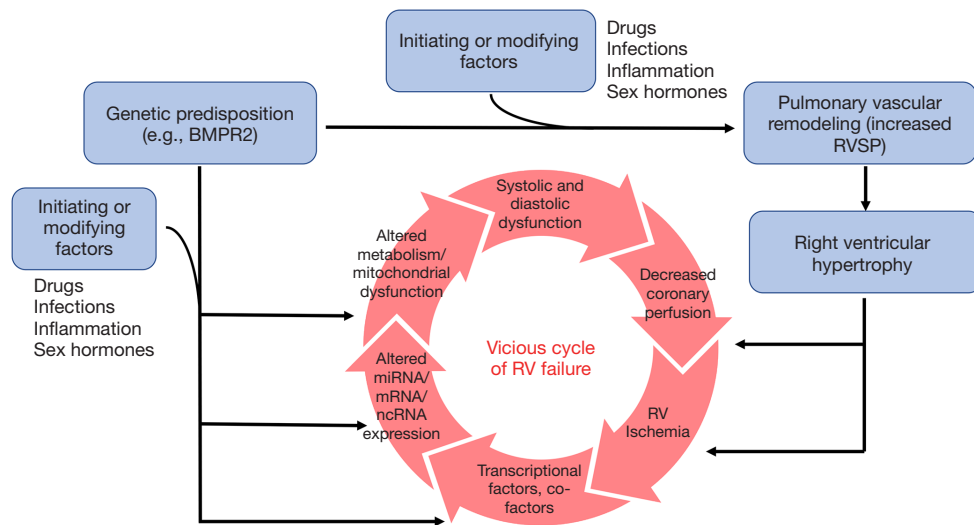 Initiating or modifying
factors
Drugs
Infections
Inflammation
Sex hormones
Genetic predisposition
(e.g., BMPR2)
Pulmonary vascular
remodeling (increased
RVSP)
Initiating or
modifying
factors
Drugs
Infections
Inflammation
Sex hormones
Right ventricular
hypertrophy
Systolic and
diastolic
dysfunction
Decreased
coronary
perfusion
RV
Ischemia
Transcriptional
factors, co-
factors
Altered
miRNA/
mRNA/
ncRNA
expression
Altered
metabolism/
mitochondrial
dysfunction
Vicious cycle
of RV failure